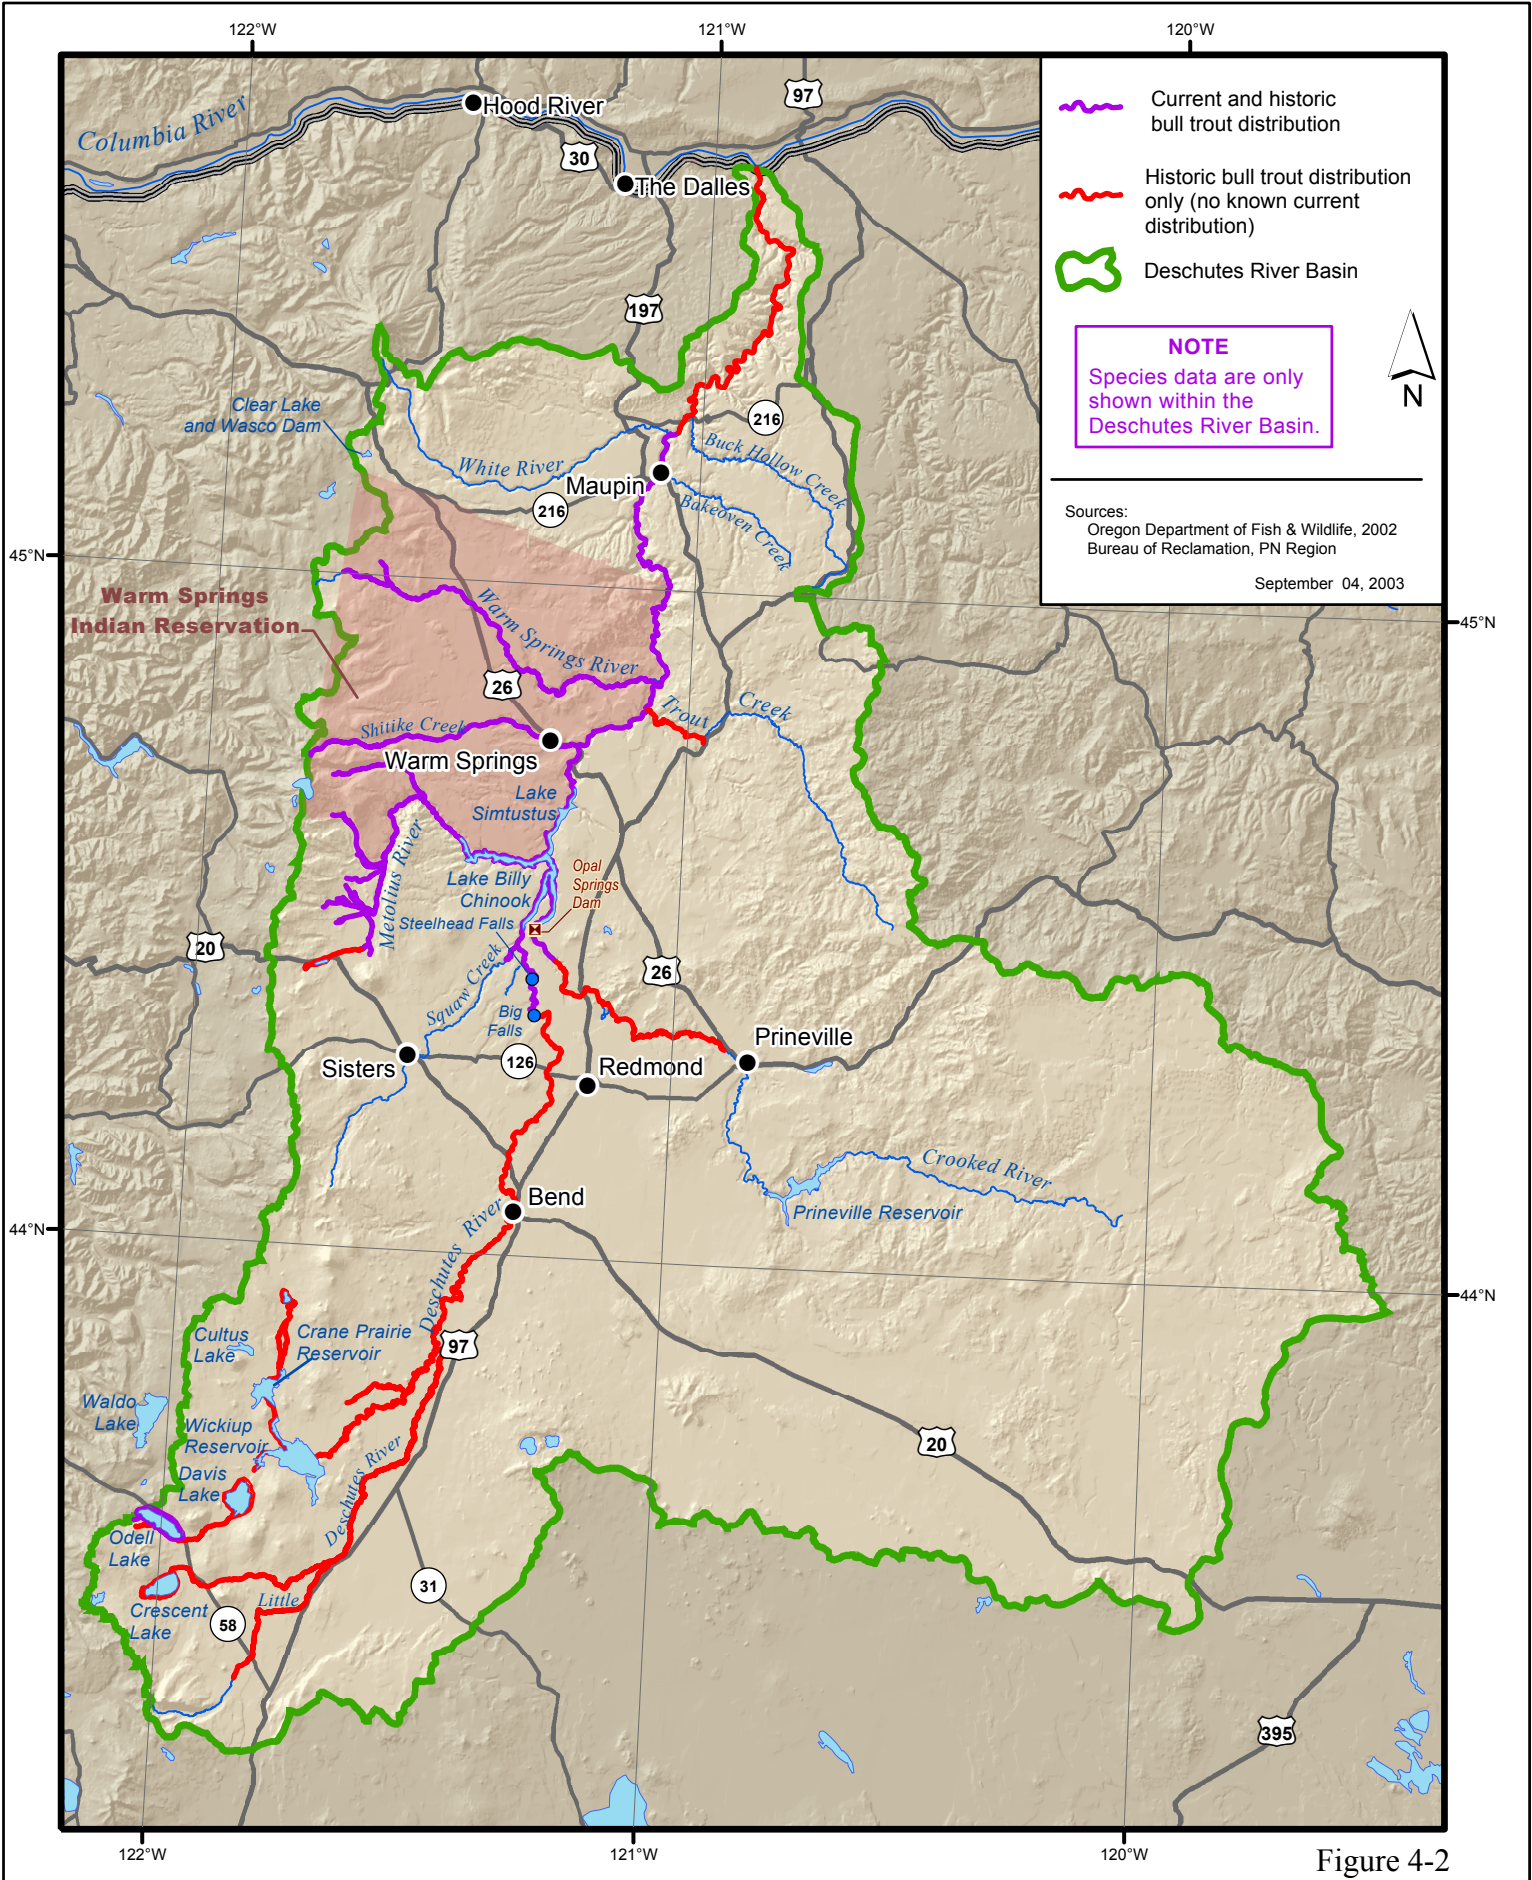 122°W
121°W
120°W
Columbia River
Hood River
30
The Dalles
97
197
Current and historic
bull trout distribution
Historic bull trout distribution
only (no known current
distribution)
Deschutes River Basin
NOTE
Species data are only
shown within the
Deschutes River Basin.
N
Sources:
Oregon Department of Fish & Wildlife, 2002
Bureau of Reclamation, PN Region
September 04, 2003
Clear Lake
and Wasco Dam
216
White River
Maupin
216
Buck Hollow Creek
Bakeoven Creek
45°N
45°N
Warm Springs
Indian Reservation
Warm Springs River
26
Shitike Creek
Warm Springs
Trout Creek
Lake
Simtustus
Metolius River
Lake Billy
Chinook
Opal
Springs
Dam
Steelhead Falls
20
Squaw Creek
26
Big
Falls
Sisters
126
Redmond
Prineville
Crooked River
Prineville Reservoir
Bend
44°N
44°N
Deschutes River
Cultus
Lake
Crane Prairie
Reservoir
97
Waldo
Lake
Wickiup
Reservoir
20
Davis
Lake
Deschutes River
Odell
Lake
31
Little
Crescent
Lake
58
395
122°W
121°W
120°W
Figure 4-2